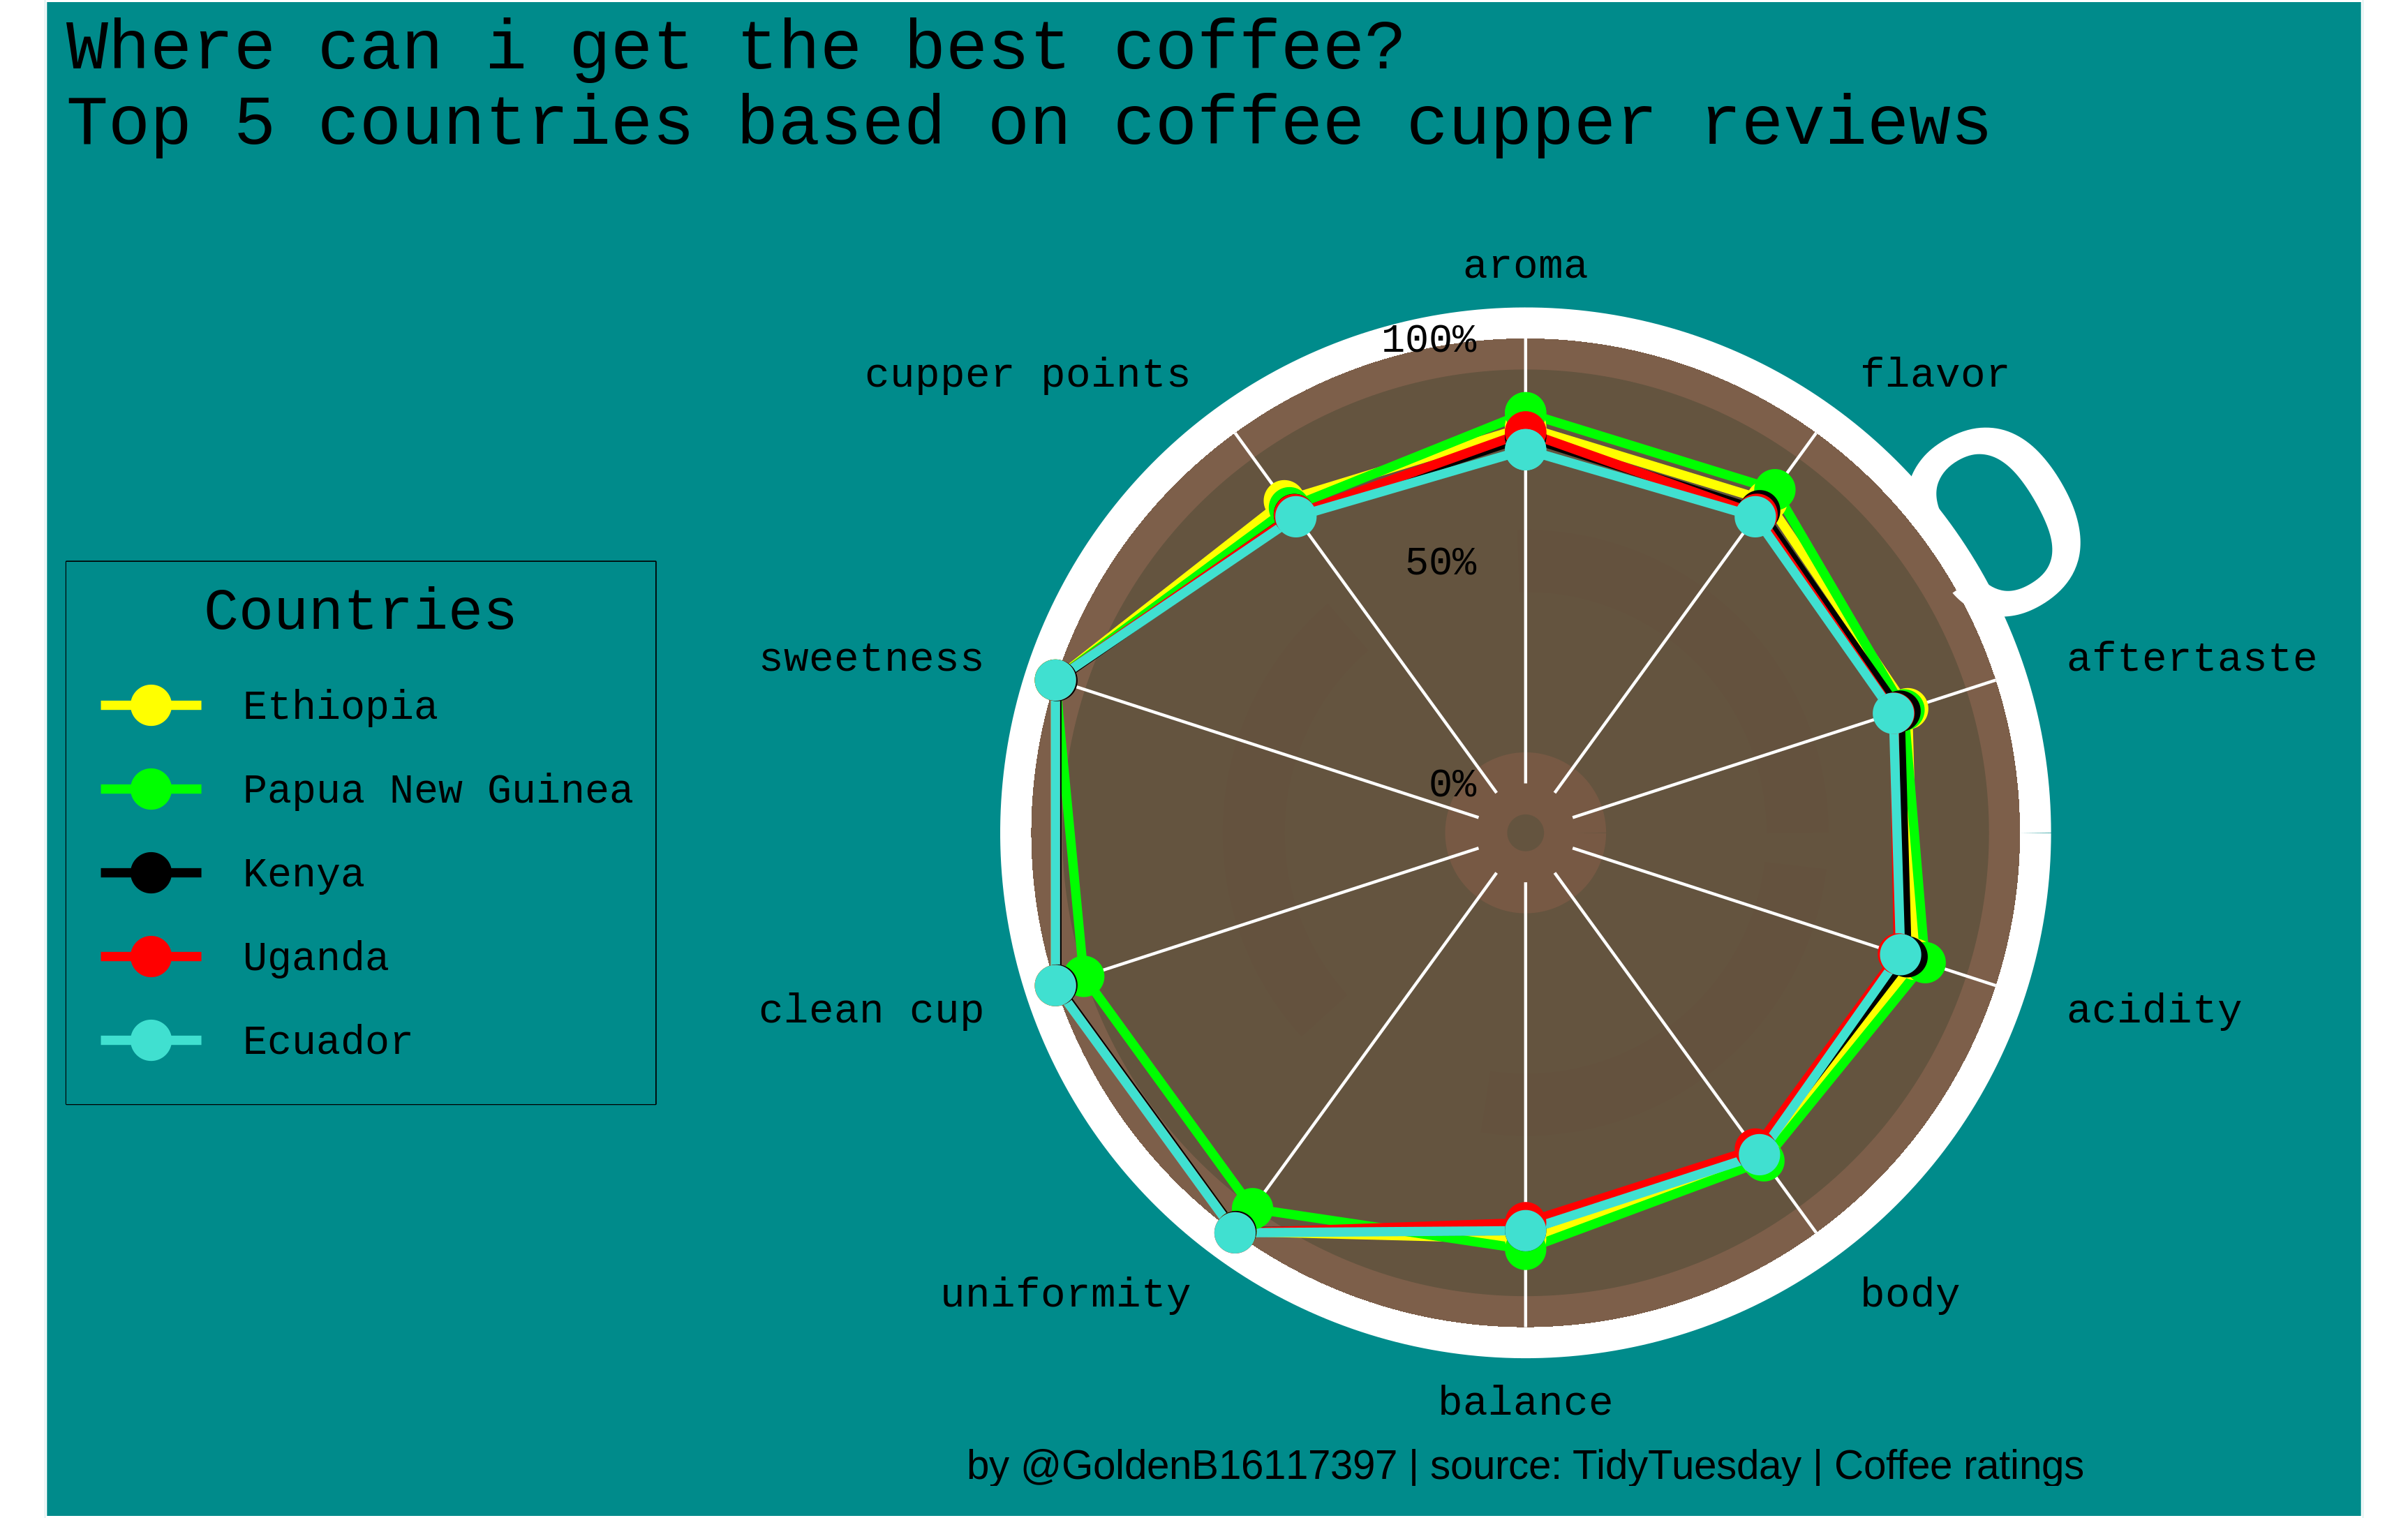 Where can i get the best coffee?
Top 5 countries based on coffee cupper reviews
aroma
100%
cupper points
flavor
50%
Countries
sweetness
aftertaste
Ethiopia
Papua New Guinea
0%
Kenya
Uganda
clean cup
acidity
Ecuador
uniformity
body
balance
by @GoldenB16117397 | source: TidyTuesday | Coffee ratings